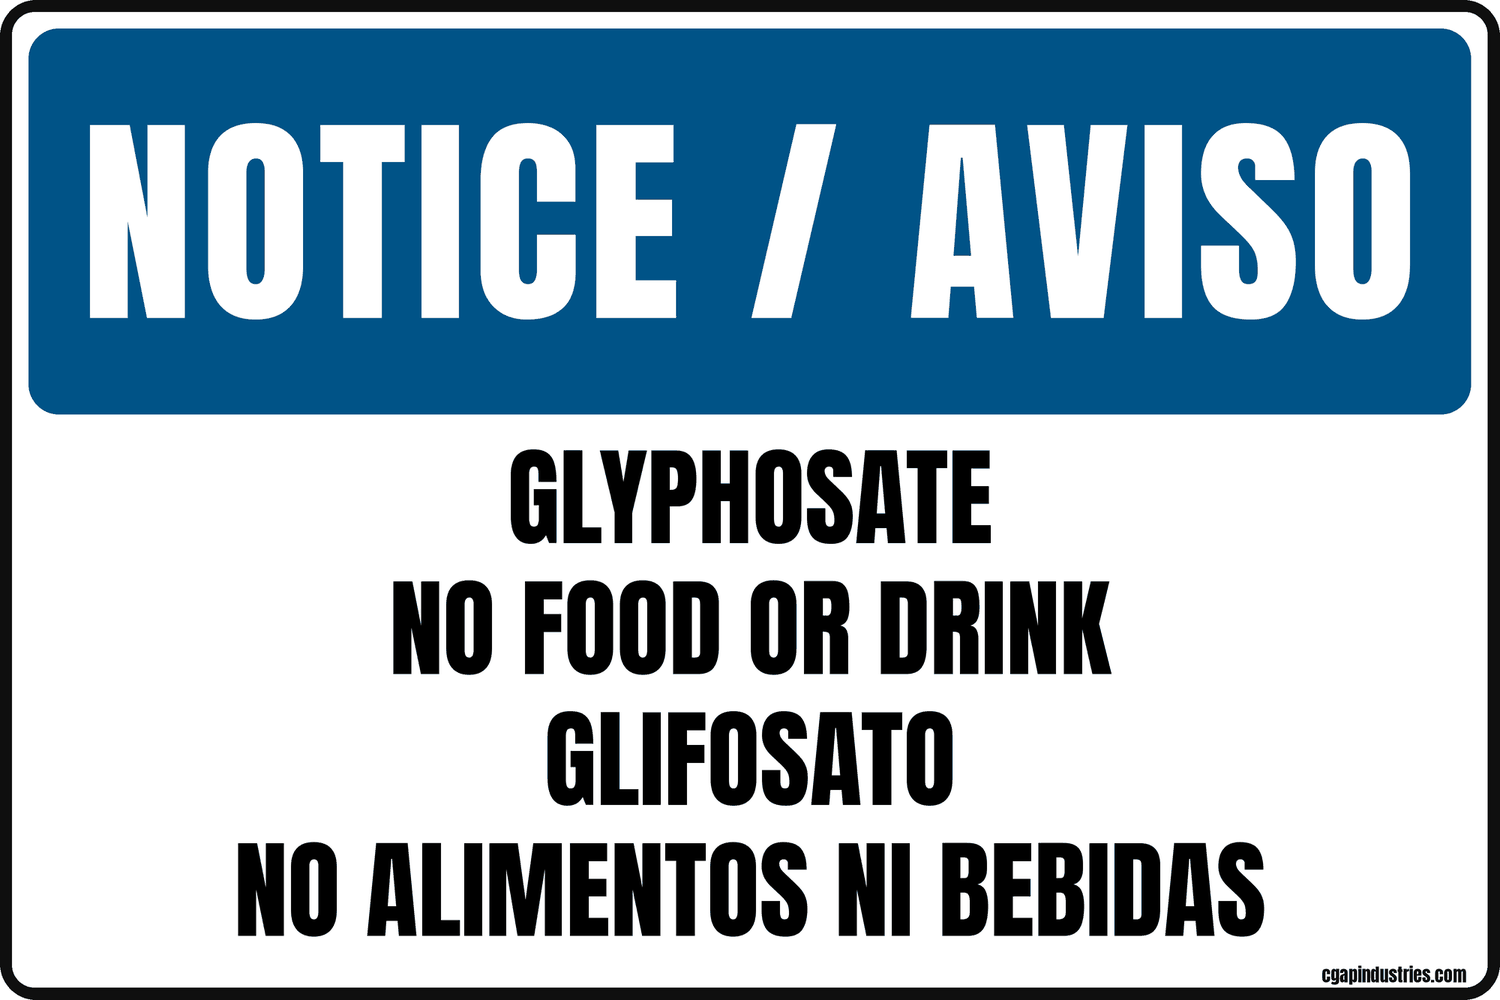 NOTICE / AVISO
GLYPHOSATE
NO FOOD OR DRINK
GLIFOSATO
NO ALIMENTOS NI BEBIDAS
cgapindustries.com